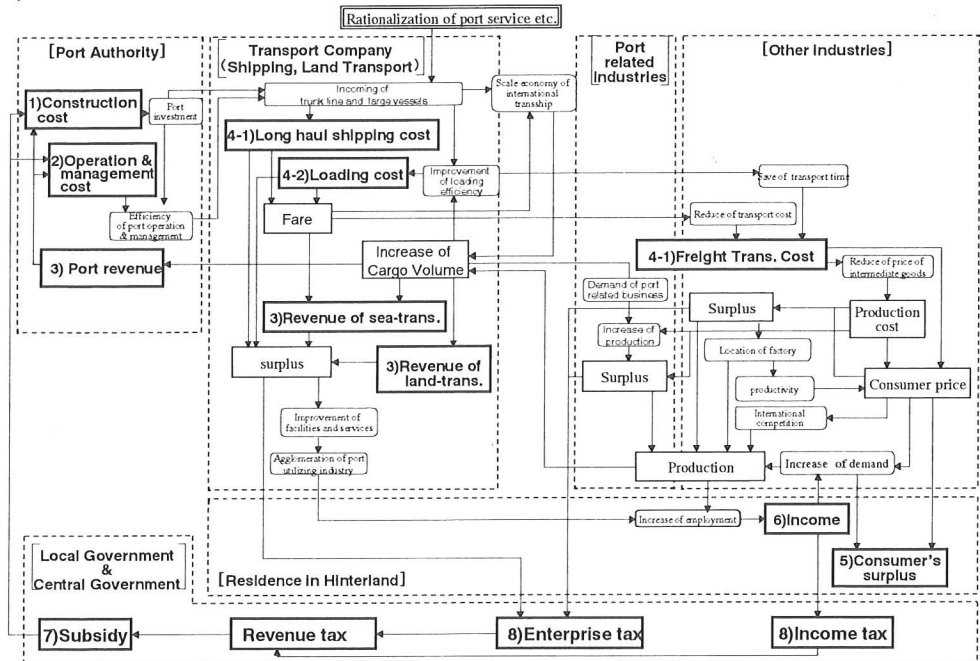 Rationalization of port service etc.
[Port Authority]
Transport Company
(Shipping, Land Transport)
Port
related
Industries
[Other Industries]
1)Construction
cost
Port
investment
Incoming of
trunk line and large vessels
Scale economy of
international
transship
4-1)Long haul shipping cost
2)Operation &
management
cost
4-2)Loading cost
Improvement
of loading
efficiency
Save of transport time
Efficiency
of port operation
& management
Fare
Reduce of transport cost
3) Port revenue
Increase of
Cargo Volume
4-1)Freight Trans. Cost
Reduce of price of
intermediate goods
Demand of port
related business
Surplus
Production
cost
3)Revenue of sea-trans.
Increase of
production
Location of factory
surplus
3)Revenue of
land-trans.
Surplus
productivity
Consumer price
Improvement of
facilities and services
International
competition
Agglomeration of port
utilizing industry
Production
Increase of demand
Increase of employment
6)Income
5)Consumer's
surplus
Local Government
&
Central Government
[Residence in Hinterland]
7)Subsidy
Revenue tax
8)Enterprise tax
8)Income tax